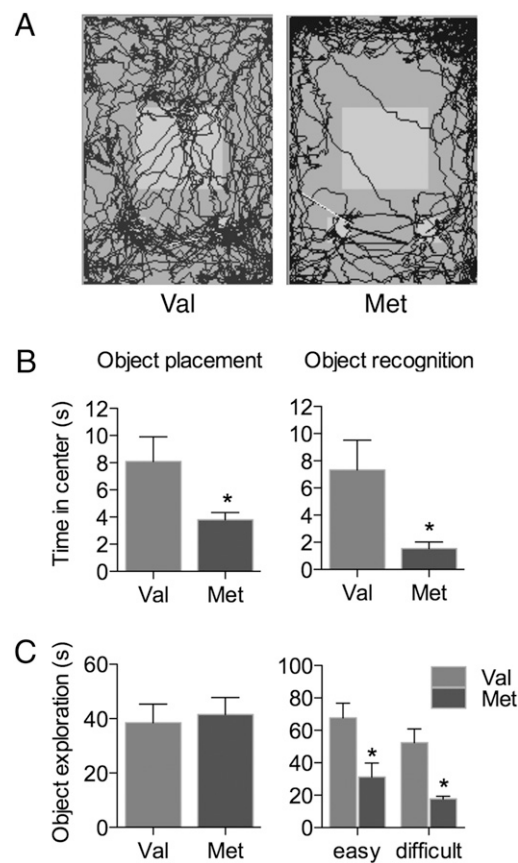 A
Val Met
B
Object placement Object recognition
Time in center (s)
12
10
8
6
4
2
0
Val Met
12
10
8
6
4
2
0
Val Met
*
*
C
Object exploration (s)
60
40
20
0
Val Met
100
80
60
40
20
0
easy difficult
*
*
Val
Met